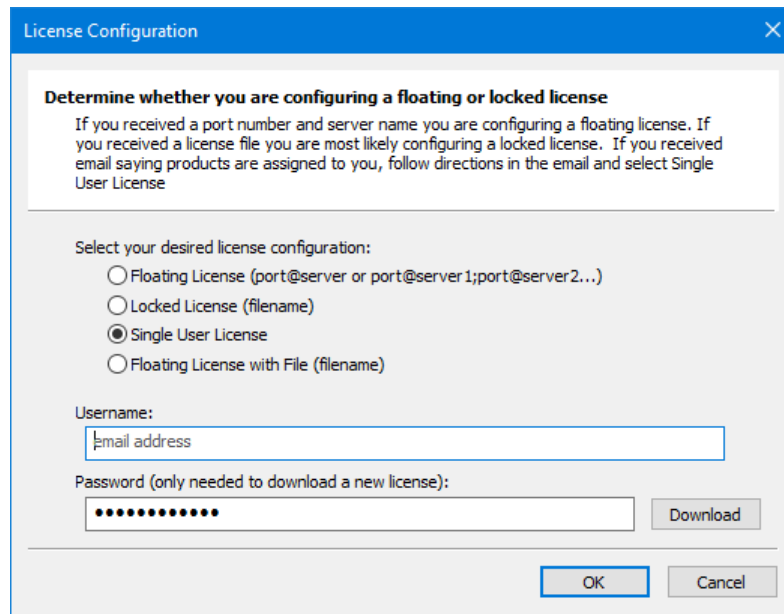 License Configuration
Determine whether you are configuring a floating or locked license
If you received a port number and server name you are configuring a floating license. If
you received a license file you are most likely configuring a locked license.  If you received
email saying products are assigned to you, follow directions in the email and select Single
User License
Select your desired license configuration:
Floating License (port@server or port@server1;port@server2...)
Locked License (filename)
Single User License
Floating License with File (filename)
Username:
email address
Password (only needed to download a new license):
••••••••••••
Download
OK
Cancel